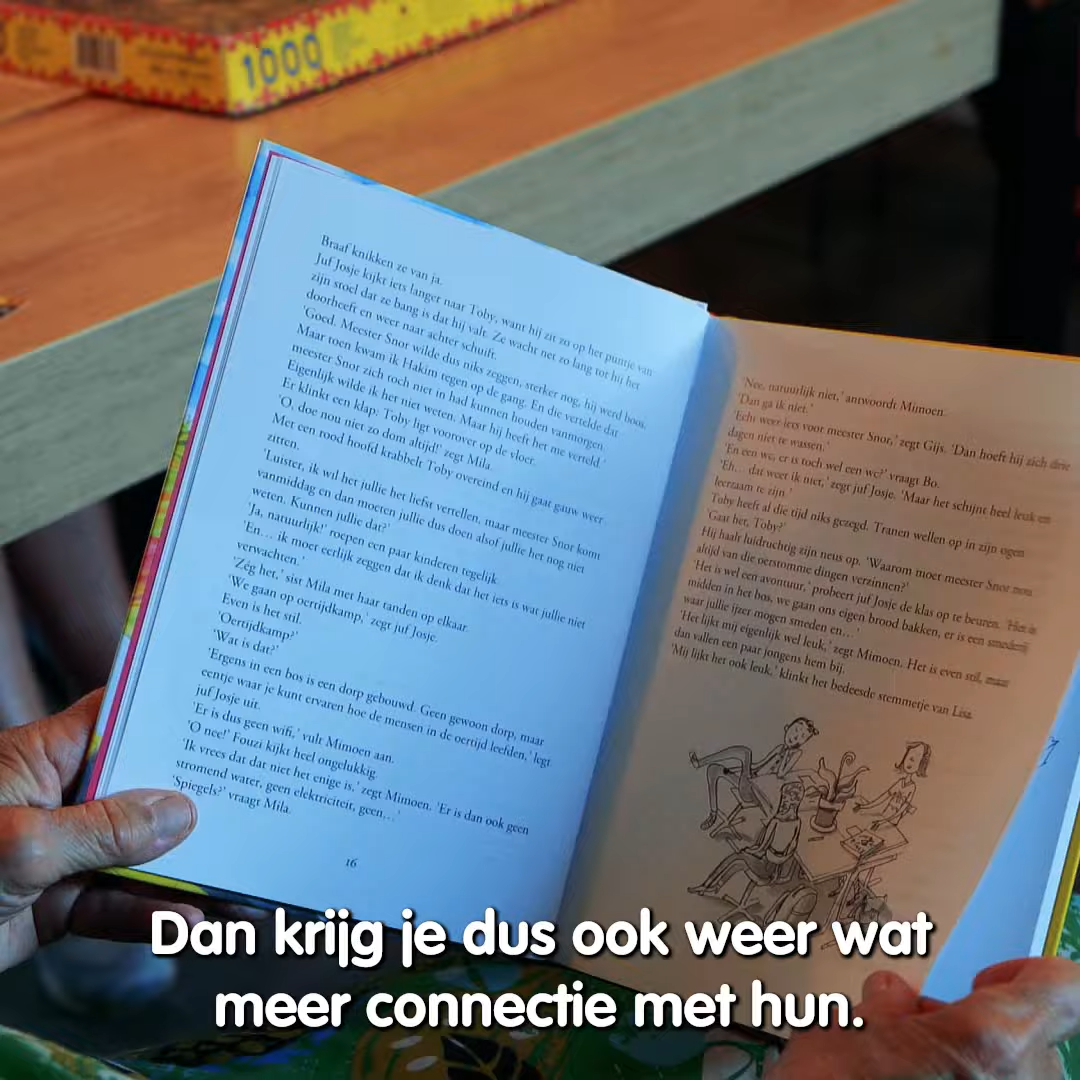 1000
Braaf knikken ze van ja.
Juf Josje kijkt iets langer naar Toby, want hij zit zo op het puntje van
zijn stoel dat ze bang is dat hij valt. Ze wacht net zo lang tot hij het
doorheeft en weer naar achter schuift.
'Goed. Meester Snor wilde dus niks zeggen, sterker nog, hij werd boos.
Maar toen kwam ik Hakim tegen op de gang. En die vertelde dat
meester Snor zich toch niet in had kunnen houden vanmorgen.
Eigenlijk wilde ik het niet weten. Maar hij heeft het me verteld.'
Er klinkt een klap: Toby ligt voorover op de vloer.
'O, doe nou niet zo dom altijd!' zegt Mila.
Met een rood hoofd krabbelt Toby overeind en hij gaat gauw weer
zitten.
'Luister, ik wil het jullie het liefst vertellen, maar meester Snor komt
vanmiddag en dan moeten jullie dus doen alsof jullie het nog niet
weten. Kunnen jullie dat?'
'Ja, natuurlijk!' roepen een paar kinderen tegelijk.
'En… ik moet eerlijk zeggen dat ik denk dat het iets is wat jullie niet
verwachten.'
'Zég het,' sist Mila met haar tanden op elkaar.
'We gaan op oertijdkamp,' zegt juf Josje.
Even is het stil.
'Oertijdkamp?'
'Wat is dat?'
'Ergens in een bos is een dorp gebouwd. Geen gewoon dorp, maar
eentje waar je kunt ervaren hoe de mensen in de oertijd leefden,' legt
juf Josje uit.
'Er is dus geen wifi,' vult Mimoen aan.
'O nee!' Fouzi kijkt heel ongelukkig.
'Ik vrees dat dat niet het enige is,' zegt Mimoen. 'Er is dan ook geen
stromend water, geen elektriciteit, geen…'
'Spiegels?' vraagt Mila.
16
'Nee, natuurlijk niet,' antwoordt Mimoen.
'Dan ga ik niet.'
'Echt weer iets voor meester Snor,' zegt Gijs. 'Dan hoeft hij zich drie
dagen niet te wassen.'
'En een wc, er is toch wel een wc?' vraagt Bo.
'Eh… dat weet ik niet,' zegt juf Josje. 'Maar het schijnt heel leuk en
leerzaam te zijn.'
Toby heeft al die tijd niks gezegd. Tranen wellen op in zijn ogen.
'Gaat het, Toby?'
Hij haalt luidruchtig zijn neus op. 'Waarom moet meester Snor nou
altijd van die oerstomme dingen verzinnen?'
'Het is wel een avontuur,' probeert juf Josje de klas op te beuren. 'Het is
midden in het bos, we gaan ons eigen brood bakken, er is een smederij
waar jullie ijzer mogen smeden en…'
'Het lijkt mij eigenlijk wel leuk,' zegt Mimoen. Het is even stil, maar
dan vallen een paar jongens hem bij.
'Mij lijkt het ook leuk,' klinkt het bedeesde stemmetje van Lisa.
Dan krijg je dus ook weer wat
meer connectie met hun.